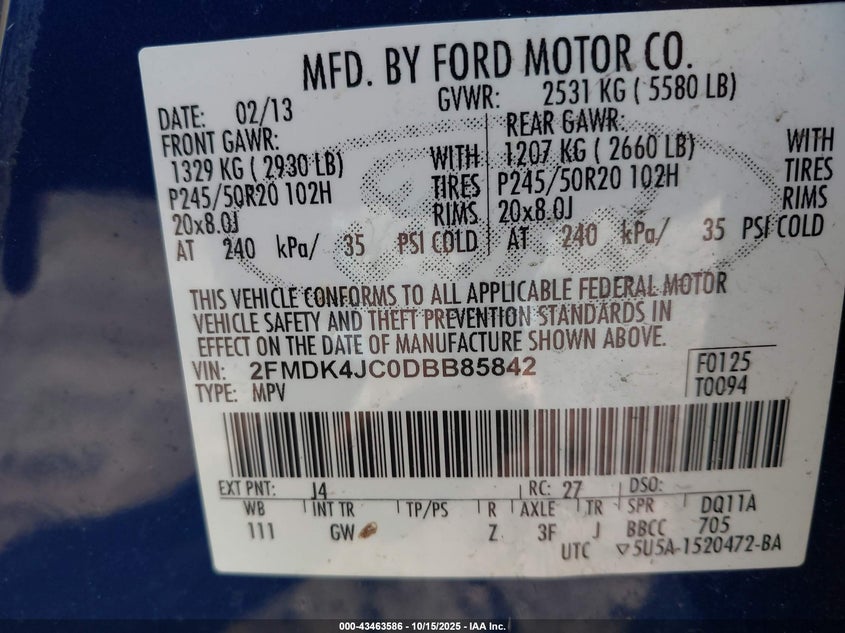 MFD. BY FORD MOTOR CO.
DATE: 02/13 GVWR: 2531 KG ( 5580 LB)
FRONT GAWR: REAR GAWR:
1329 KG ( 2930 LB) WITH 1207 KG ( 2660 LB) WITH
P245/50R20 102H TIRES P245/50R20 102H TIRES
20x8.0J RIMS 20x8.0J RIMS
AT 240 kPa/ 35 PSI COLD AT 240 kPa/ 35 PSI COLD
THIS VEHICLE CONFORMS TO ALL APPLICABLE FEDERAL MOTOR
VEHICLE SAFETY AND THEFT PREVENTION STANDARDS IN
EFFECT ON THE DATE OF MANUFACTURE SHOWN ABOVE.
VIN: 2FMDK4JC0DBB85842 F0125
TYPE: MPV T0094
EXT PNT: J4 RC: 27 DSO:
WB INT TR TP/PS R AXLE TR SPR DQ11A
111 GW Z 3F J BBCC 705
UTC ▽5U5A-1520472-BA
000-43463586 - 10/15/2025 - IAA Inc.